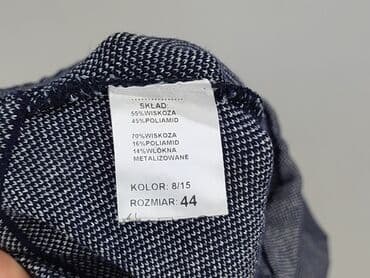 SKŁAD:
55%WISKOZA
45%POLIAMID
70%WISKOZA
16%POLIAMID
14%WŁÓKNA
METALIZOWANE
KOLOR: 8/15
ROZMIAR: 44